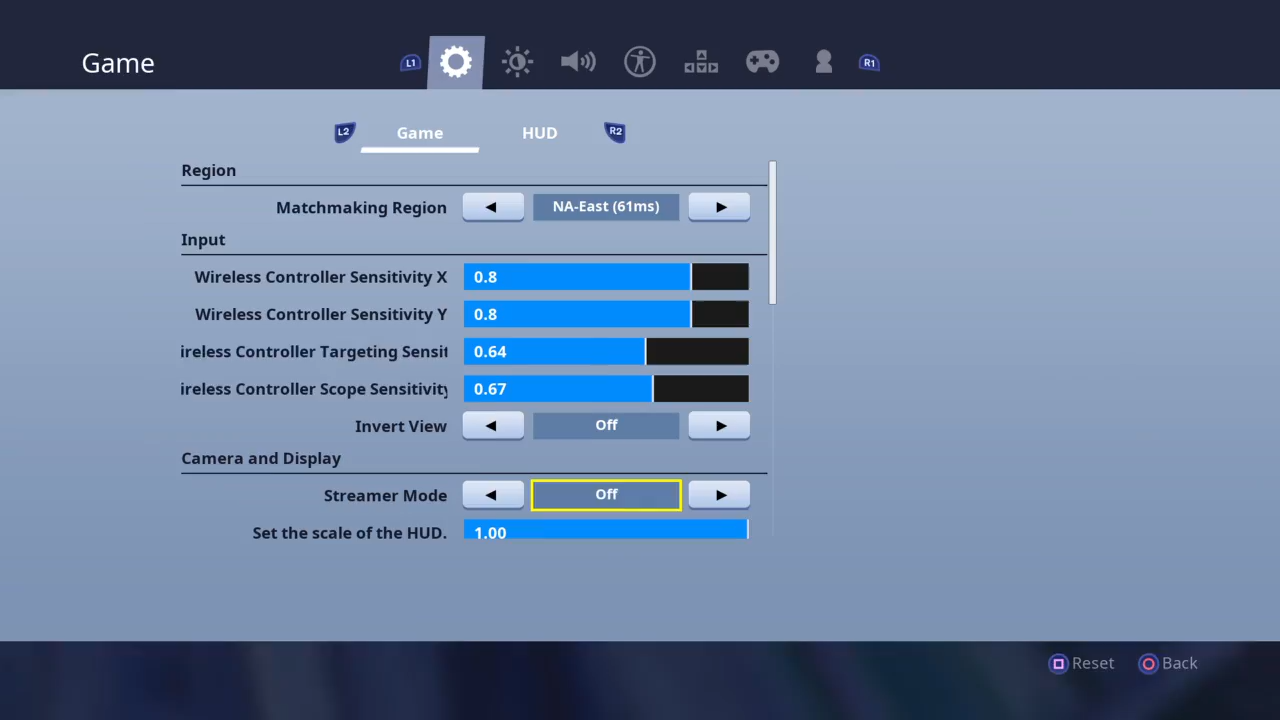 Game
L1
R1
L2
Game
HUD
R2
Region
Matchmaking Region
NA-East (61ms)
Input
Wireless Controller Sensitivity X
0.8
Wireless Controller Sensitivity Y
0.8
ireless Controller Targeting Sensit
0.64
ireless Controller Scope Sensitivity
0.67
Invert View
Off
Camera and Display
Streamer Mode
Off
Set the scale of the HUD.
1.00
Reset
Back